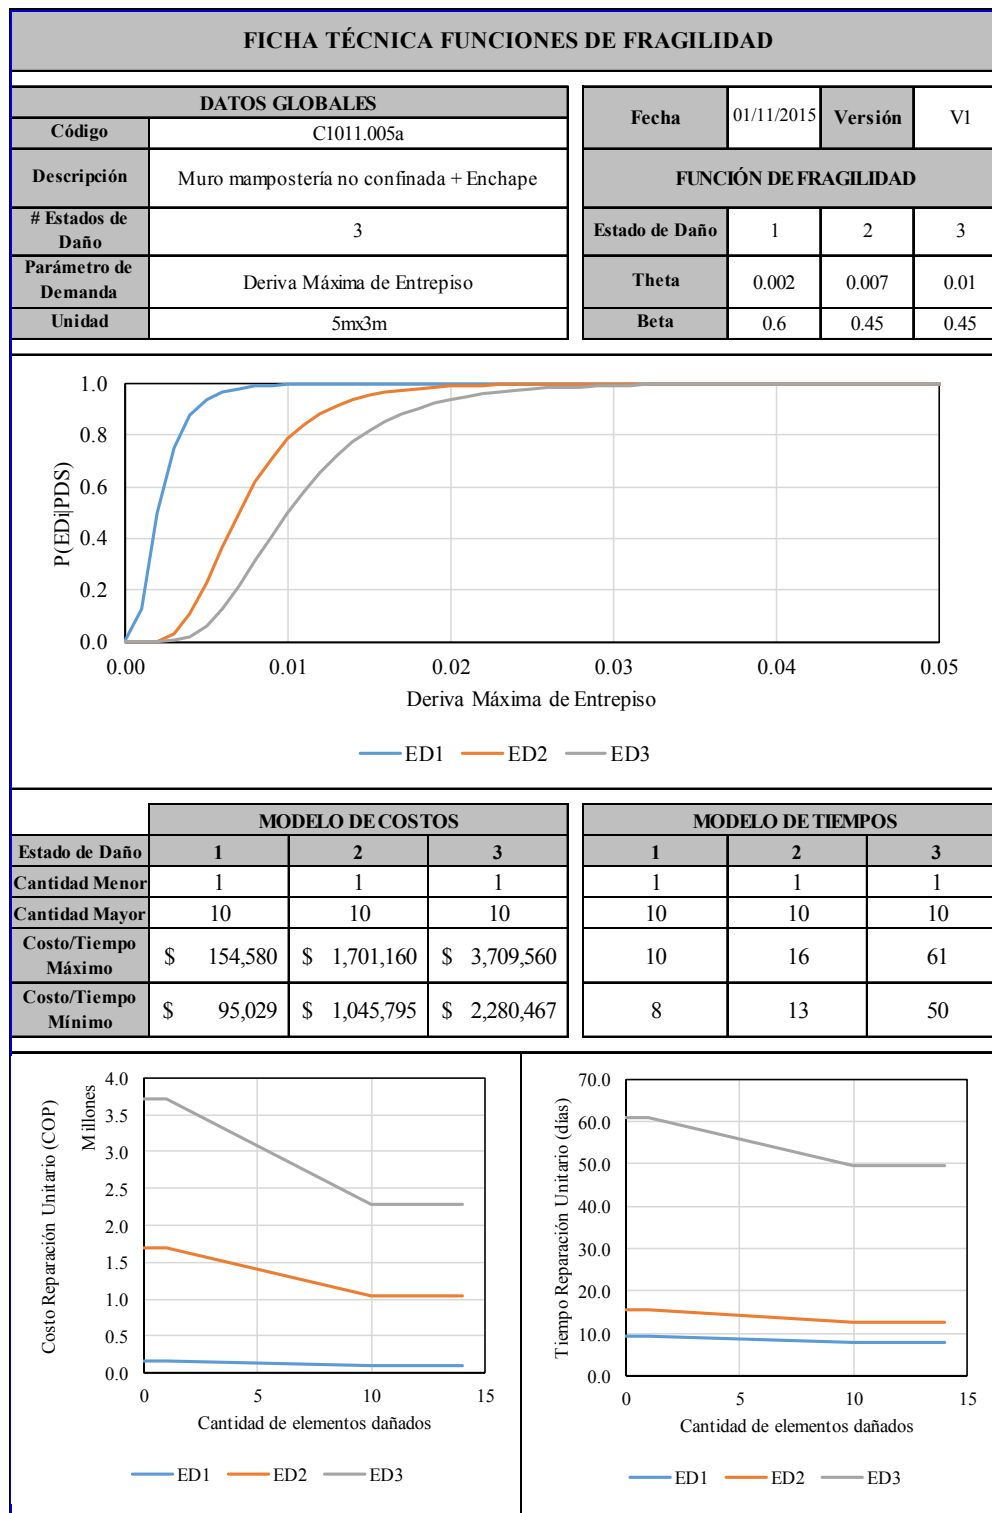 FICHA TÉCNICA FUNCIONES DE FRAGILIDAD
DATOS GLOBALES
Código C1011.005a
Descripción Muro mampostería no confinada + Enchape
# Estados de Daño 3
Parámetro de Demanda Deriva Máxima de Entrepiso
Unidad 5mx3m
Fecha 01/11/2015 Versión V1
FUNCIÓN DE FRAGILIDAD
Estado de Daño 1 2 3
Theta 0.002 0.007 0.01
Beta 0.6 0.45 0.45
P(EDi|PDS)
1.0
0.8
0.6
0.4
0.2
0.0
0.00 0.01 0.02 0.03 0.04 0.05
Deriva Máxima de Entrepiso
ED1 ED2 ED3
MODELO DE COSTOS MODELO DE TIEMPOS
Estado de Daño 1 2 3 1 2 3
Cantidad Menor 1 1 1 1 1 1
Cantidad Mayor 10 10 10 10 10 10
Costo/Tiempo Máximo $ 154,580 $ 1,701,160 $ 3,709,560 10 16 61
Costo/Tiempo Mínimo $ 95,029 $ 1,045,795 $ 2,280,467 8 13 50
Costo Reparación Unitario (COP)
Millones
4.0
3.5
3.0
2.5
2.0
1.5
1.0
0.5
0.0
0 5 10 15
Cantidad de elementos dañados
ED1 ED2 ED3
Tiempo Reparación Unitario (días)
70.0
60.0
50.0
40.0
30.0
20.0
10.0
0.0
0 5 10 15
Cantidad de elementos dañados
ED1 ED2 ED3